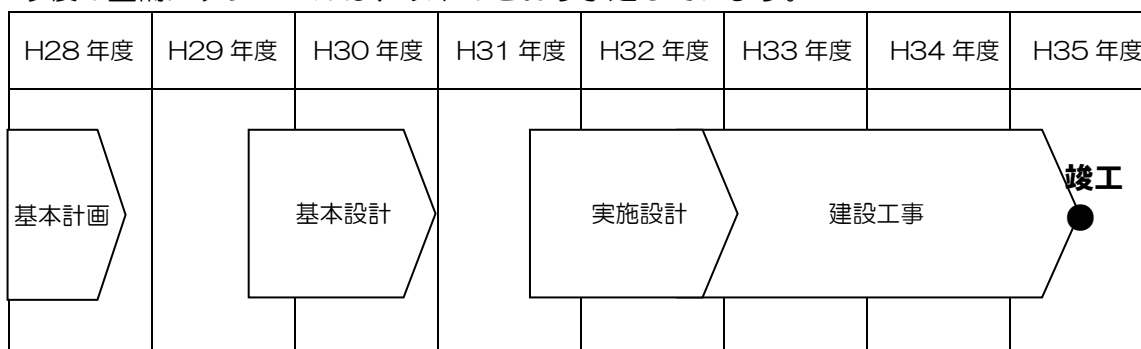 H28 年度 H29 年度 H30 年度 H31 年度 H32 年度 H33 年度 H34 年度 H35 年度
竣工
基本計画 基本設計 実施設計 建設工事